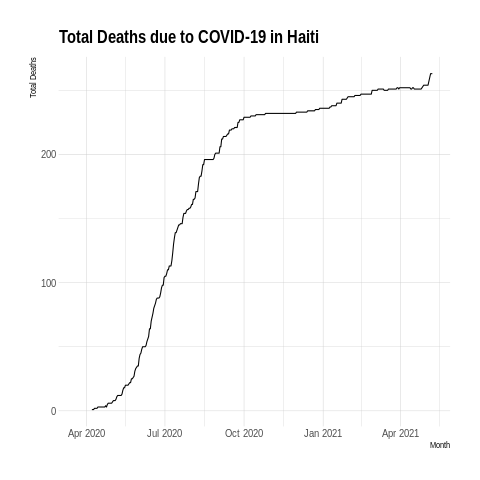 Total Deaths due to COVID-19 in Haiti
Total Deaths
200
100
0
Apr 2020 Jul 2020 Oct 2020 Jan 2021 Apr 2021
Month